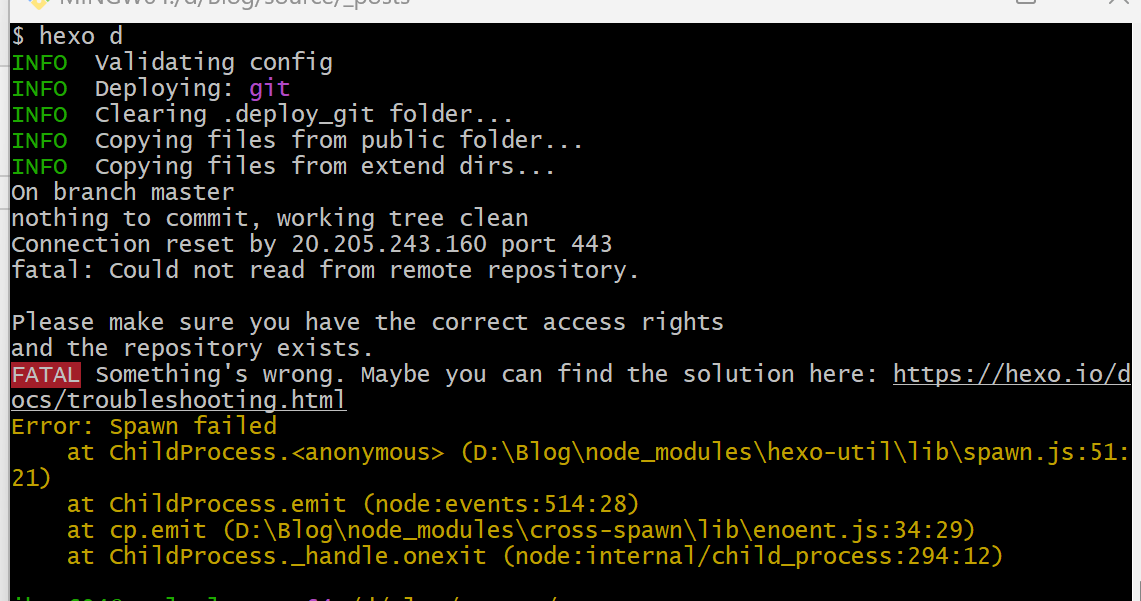 $ hexo d
INFO  Validating config
INFO  Deploying: git
INFO  Clearing .deploy_git folder...
INFO  Copying files from public folder...
INFO  Copying files from extend dirs...
On branch master
nothing to commit, working tree clean
Connection reset by 20.205.243.160 port 443
fatal: Could not read from remote repository.

Please make sure you have the correct access rights
and the repository exists.
FATAL Something's wrong. Maybe you can find the solution here: https://hexo.io/d
ocs/troubleshooting.html
Error: Spawn failed
    at ChildProcess.<anonymous> (D:\Blog\node_modules\hexo-util\lib\spawn.js:51:
21)
    at ChildProcess.emit (node:events:514:28)
    at cp.emit (D:\Blog\node_modules\cross-spawn\lib\enoent.js:34:29)
    at ChildProcess._handle.onexit (node:internal/child_process:294:12)